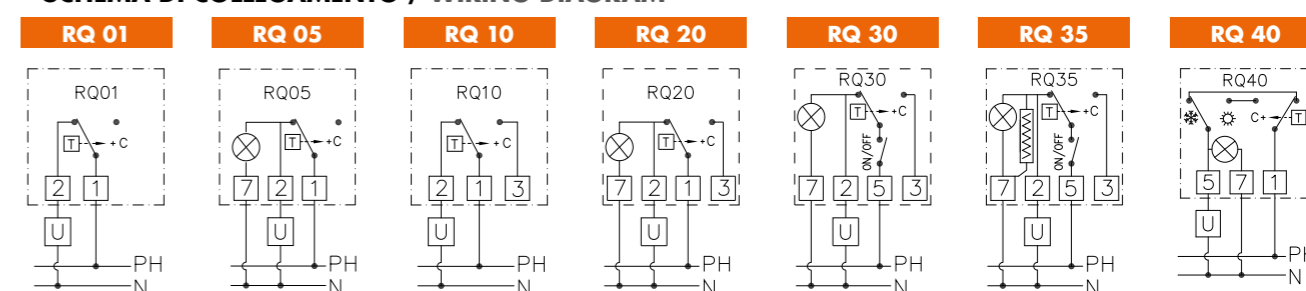 SCHEMA DI COLLEGAMENTO / WIRING DIAGRAM
RQ 01 RQ 05 RQ 10 RQ 20 RQ 30 RQ 35 RQ 40
RQ01
T +C
2 1
U
PH
N
RQ05
T +C
7 2 1
U
PH
N
RQ10
T +C
2 1 3
U
PH
N
RQ20
T +C
7 2 1 3
U
PH
N
RQ30
T +C
ON/OFF
7 2 5 3
U
PH
N
RQ35
T +C
ON/OFF
7 2 5 3
U
PH
N
RQ40
C+ T
5 7 1
U
PH
N